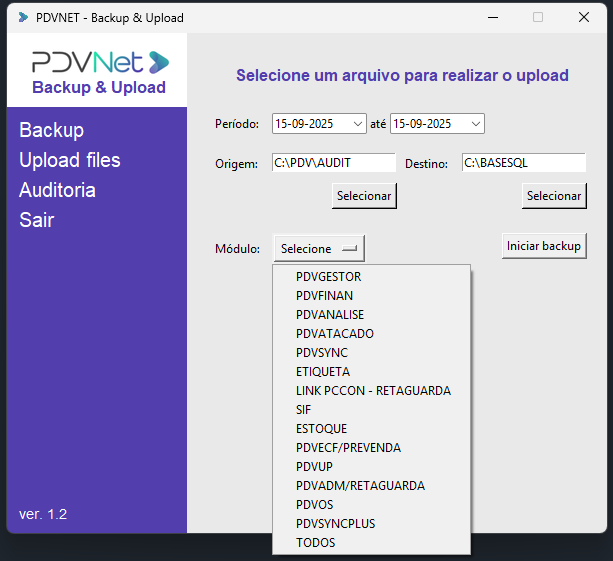 PDVNET - Backup & Upload
PDVNet
Backup & Upload
Backup
Upload files
Auditoria
Sair
ver. 1.2
Selecione um arquivo para realizar o upload
Período: 15-09-2025 até 15-09-2025
Origem: C:\PDV\AUDIT Destino: C:\BASESQL
Selecionar Selecionar
Módulo: Selecione Iniciar backup
PDVGESTOR
PDVFINAN
PDVANALISE
PDVATACADO
PDVSYNC
ETIQUETA
LINK PCCON - RETAGUARDA
SIF
ESTOQUE
PDVECF/PREVENDA
PDVUP
PDVADM/RETAGUARDA
PDVOS
PDVSYNCPLUS
TODOS